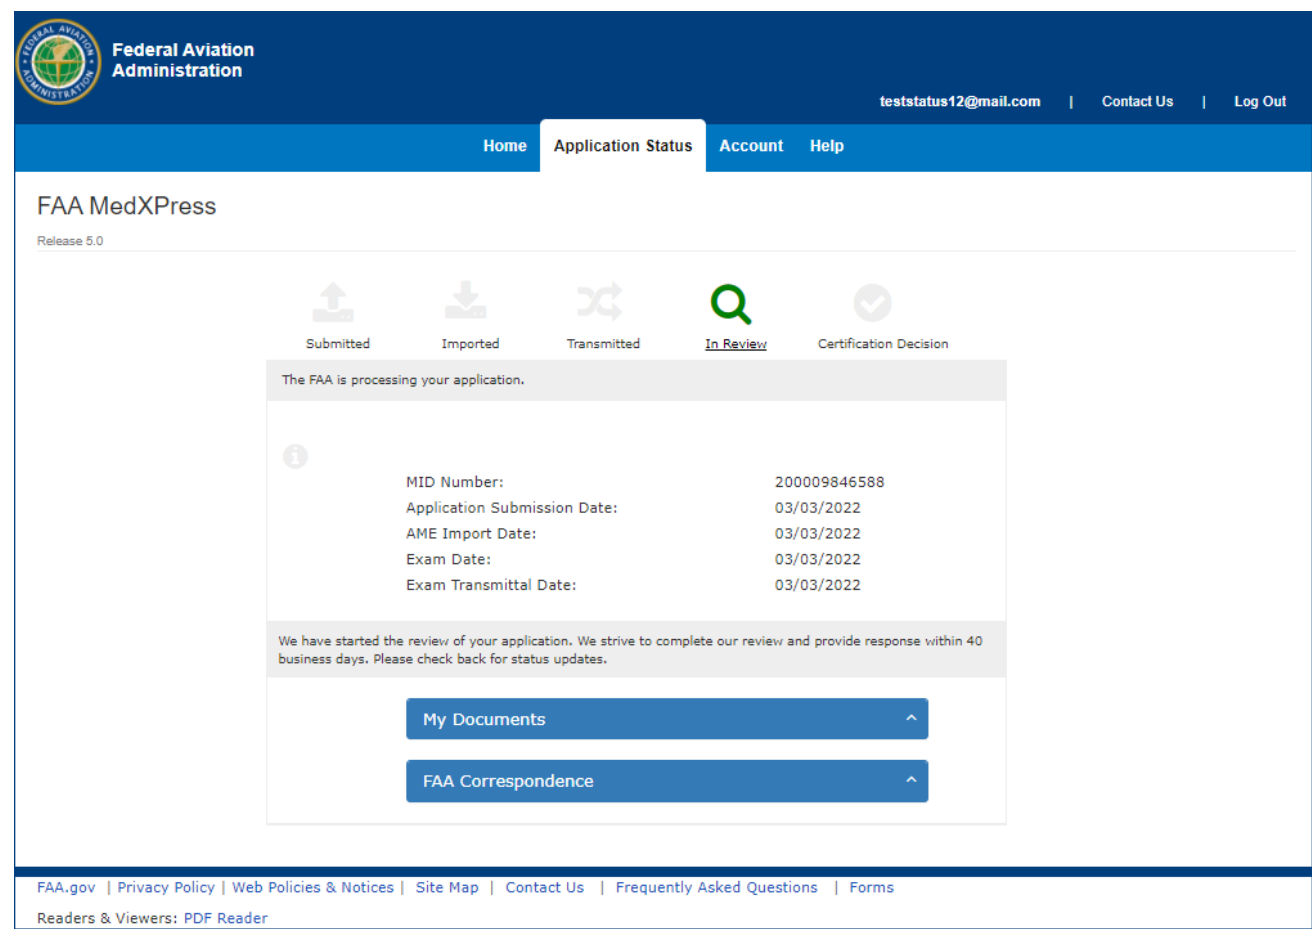 FEDERAL AVIATION ADMINISTRATION
Federal Aviation
Administration
teststatus12@mail.com | Contact Us | Log Out
Home Application Status Account Help
FAA MedXPress
Release 5.0
Submitted Imported Transmitted In Review Certification Decision
The FAA is processing your application.
MID Number: 200009846588
Application Submission Date: 03/03/2022
AME Import Date: 03/03/2022
Exam Date: 03/03/2022
Exam Transmittal Date: 03/03/2022
We have started the review of your application. We strive to complete our review and provide response within 40
business days. Please check back for status updates.
My Documents
FAA Correspondence
FAA.gov | Privacy Policy | Web Policies & Notices | Site Map | Contact Us | Frequently Asked Questions | Forms
Readers & Viewers: PDF Reader